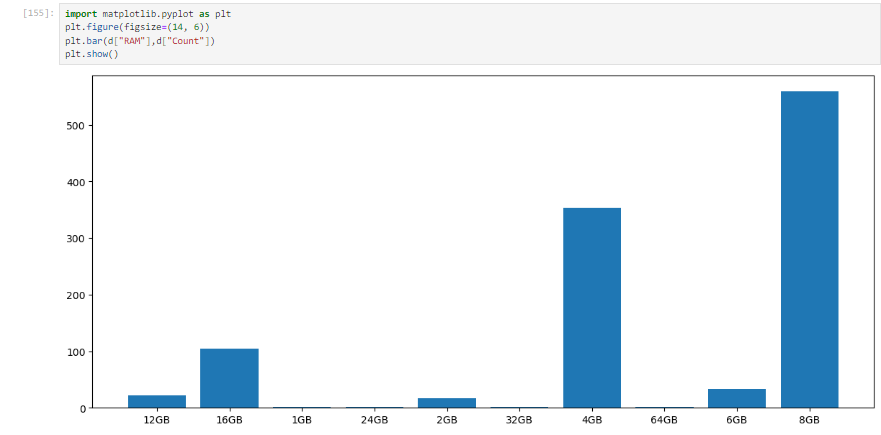 [155]: import matplotlib.pyplot as plt
plt.figure(figsize=(14, 6))
plt.bar(d["RAM"],d["Count"])
plt.show()
500
400
300
200
100
0
12GB 16GB 1GB 24GB 2GB 32GB 4GB 64GB 6GB 8GB